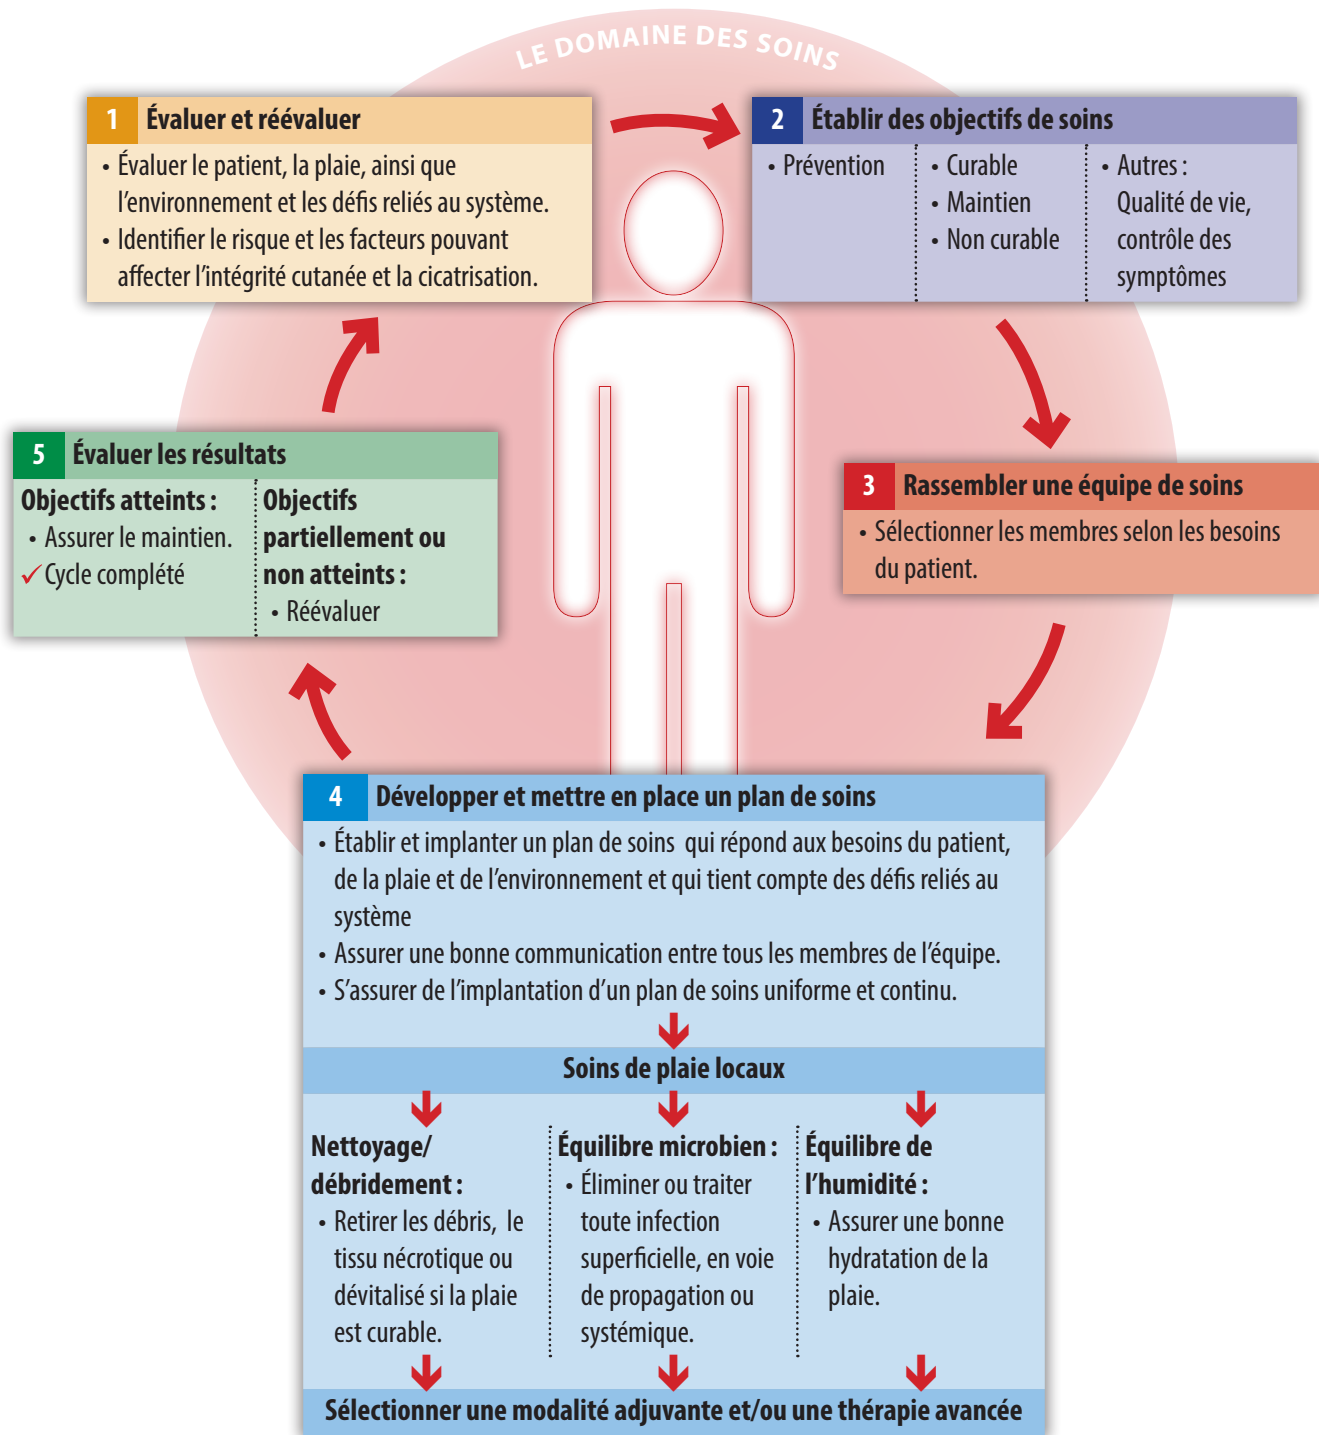 LE DOMAINE DES SOINS
1 Évaluer et réévaluer
• Évaluer le patient, la plaie, ainsi que
l’environnement et les défis reliés au système.
• Identifier le risque et les facteurs pouvant
affecter l’intégrité cutanée et la cicatrisation.
2 Établir des objectifs de soins
• Prévention
• Curable
• Maintien
• Non curable
• Autres :
Qualité de vie,
contrôle des
symptômes
3 Rassembler une équipe de soins
• Sélectionner les membres selon les besoins
du patient.
4 Développer et mettre en place un plan de soins
• Établir et implanter un plan de soins qui répond aux besoins du patient,
de la plaie et de l’environnement et qui tient compte des défis reliés au
système
• Assurer une bonne communication entre tous les membres de l’équipe.
• S’assurer de l’implantation d’un plan de soins uniforme et continu.
Soins de plaie locaux
Nettoyage/
débridement :
• Retirer les débris, le
tissu nécrotique ou
dévitalisé si la plaie
est curable.
Équilibre microbien :
• Éliminer ou traiter
toute infection
superficielle, en voie
de propagation ou
systémique.
Équilibre de
l’humidité :
• Assurer une bonne
hydratation de la
plaie.
Sélectionner une modalité adjuvante et/ou une thérapie avancée
5 Évaluer les résultats
Objectifs atteints :
• Assurer le maintien.
✓ Cycle complété
Objectifs
partiellement ou
non atteints :
• Réévaluer